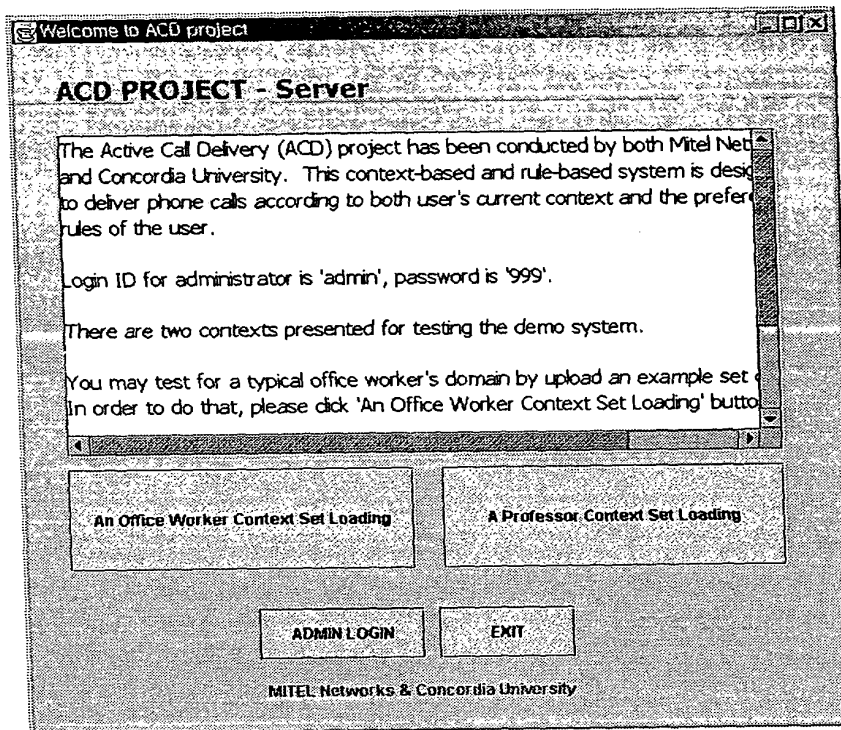 Welcome to ACD project
ACD PROJECT - Server
The Active Call Delivery (ACD) project has been conducted by both Mitel Net
and Concordia University. This context-based and rule-based system is desig
to deliver phone calls according to both user's current context and the prefer
rules of the user.
Login ID for administrator is 'admin', password is '999'.
There are two contexts presented for testing the demo system.
You may test for a typical office worker's domain by upload an example set
In order to do that, please click 'An Office Worker Context Set Loading' butto
An Office Worker Context Set Loading
A Professor Context Set Loading
ADMIN LOGIN
EXIT
MITEL Networks & Concordia University